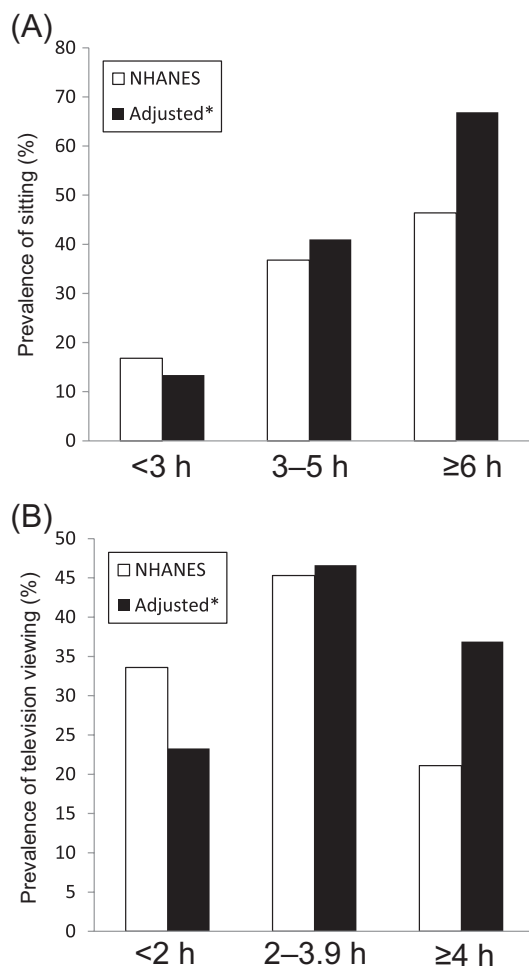 (A)
NHANES
Adjusted*
Prevalence of sitting (%)
80
70
60
50
40
30
20
10
0
<3 h 3–5 h ≥6 h
(B)
NHANES
Adjusted*
Prevalence of television viewing (%)
50
45
40
35
30
25
20
15
10
5
0
<2 h 2–3.9 h ≥4 h